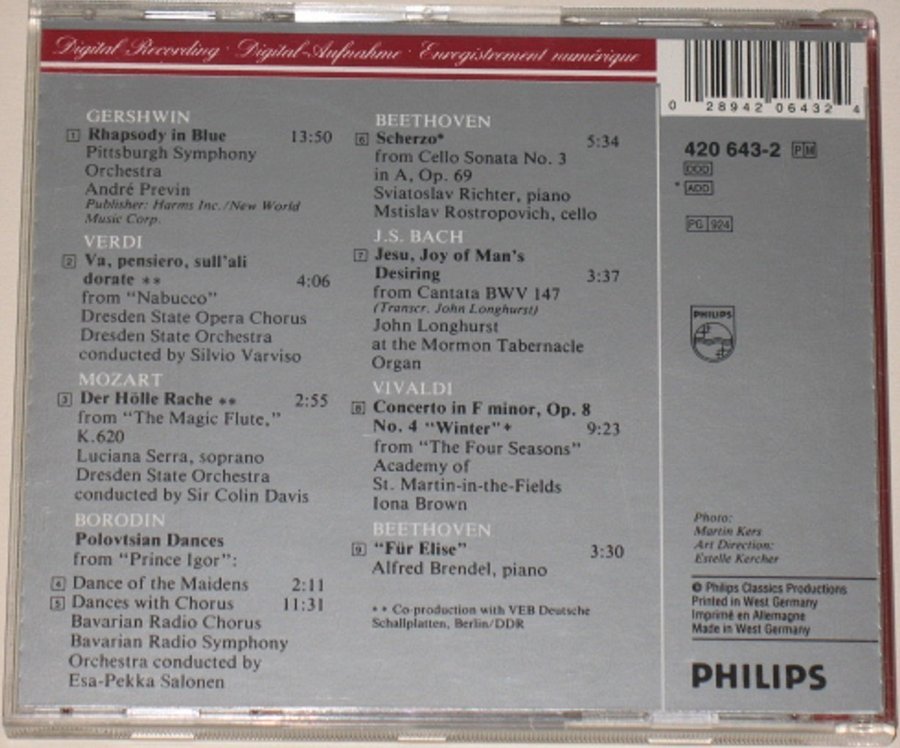 Digital Recording · Digital-Aufnahme · Enregistrement numérique
GERSHWIN
1 Rhapsody in Blue 13:50
Pittsburgh Symphony
Orchestra
André Previn
Publisher: Harms Inc./New World
Music Corp.
VERDI
2 Va, pensiero, sull'ali
dorate ** 4:06
from "Nabucco"
Dresden State Opera Chorus
Dresden State Orchestra
conducted by Silvio Varviso
MOZART
3 Der Hölle Rache ** 2:55
from "The Magic Flute,"
K.620
Luciana Serra, soprano
Dresden State Orchestra
conducted by Sir Colin Davis
BORODIN
Polovtsian Dances
from "Prince Igor":
4 Dance of the Maidens 2:11
5 Dances with Chorus 11:31
Bavarian Radio Chorus
Bavarian Radio Symphony
Orchestra conducted by
Esa-Pekka Salonen
BEETHOVEN
6 Scherzo* 5:34
from Cello Sonata No. 3
in A, Op. 69
Sviatoslav Richter, piano
Mstislav Rostropovich, cello
J.S. BACH
7 Jesu, Joy of Man's
Desiring 3:37
from Cantata BWV 147
(Transcr. John Longhurst)
John Longhurst
at the Mormon Tabernacle
Organ
VIVALDI
8 Concerto in F minor, Op. 8
No. 4 "Winter"* 9:23
from "The Four Seasons"
Academy of
St. Martin-in-the-Fields
Iona Brown
BEETHOVEN
9 "Für Elise" 3:30
Alfred Brendel, piano
** Co-production with VEB Deutsche
Schallplatten, Berlin/DDR
0 28942 06432 4
420 643-2 PM
DDD
* ADD
PG 924
PHILIPS
Photo:
Martin Kers
Art Direction:
Estelle Kercher
℗ Philips Classics Productions
Printed in West Germany
Imprimé en Allemagne
Made in West Germany
PHILIPS